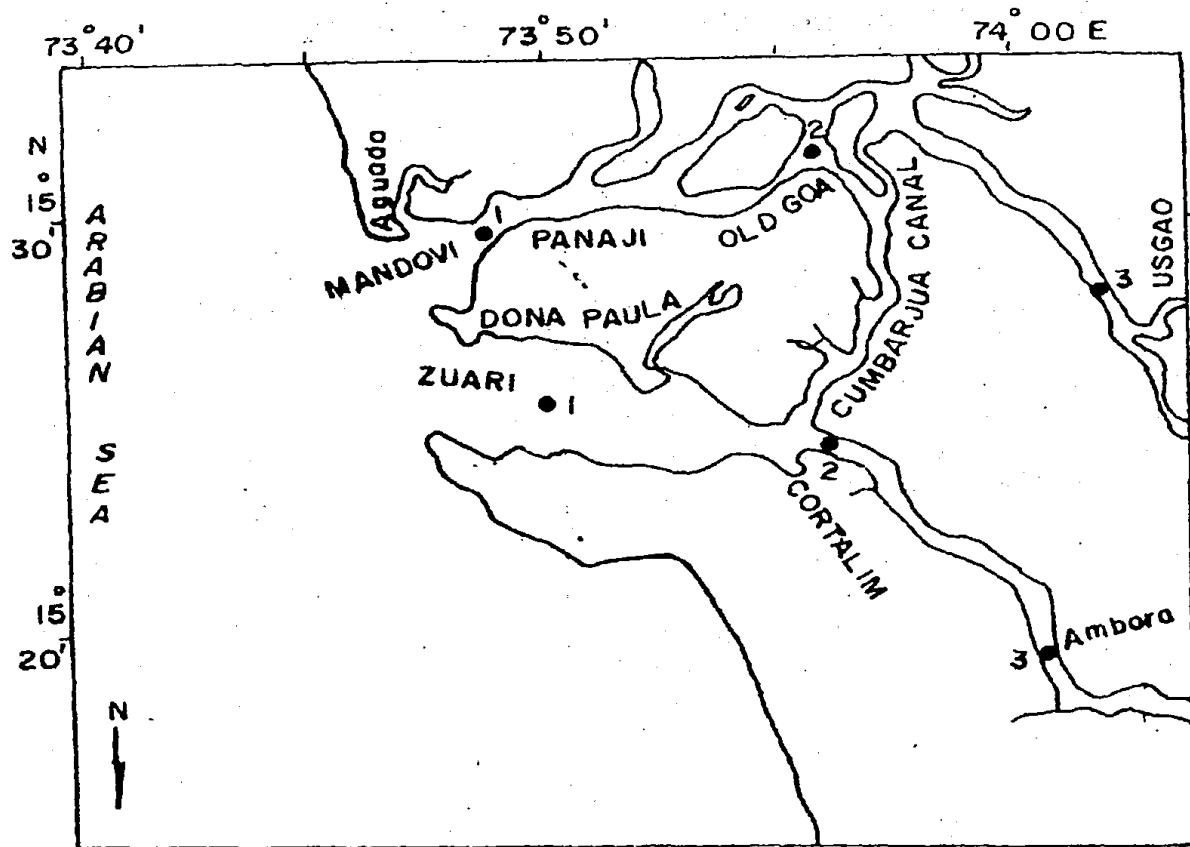 73°40'
73°50'
74°00 E
N
15°
30'
ARABIAN SEA
Aguada
1
MANDOVI
PANAJI
OLD GOA
2
CUMBARJUA CANAL
3
USGAO
DONA PAULA
ZUARI
1
2
CORTALIM
15°
20'
3
Ambora
N